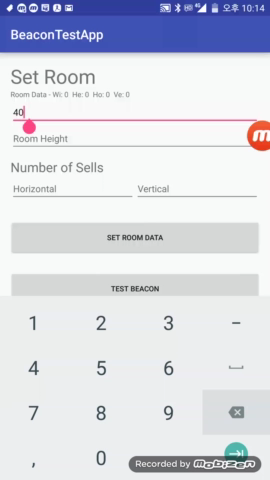 오후 10:14
BeaconTestApp
Set Room
Room Data - Wi: 0 He: 0 Ho: 0 Ve: 0
40
Room Height
Number of Sells
Horizontal Vertical
SET ROOM DATA
TEST BEACON
1 2 3 -
4 5 6
7 8 9
, 0
Recorded by Mobizen